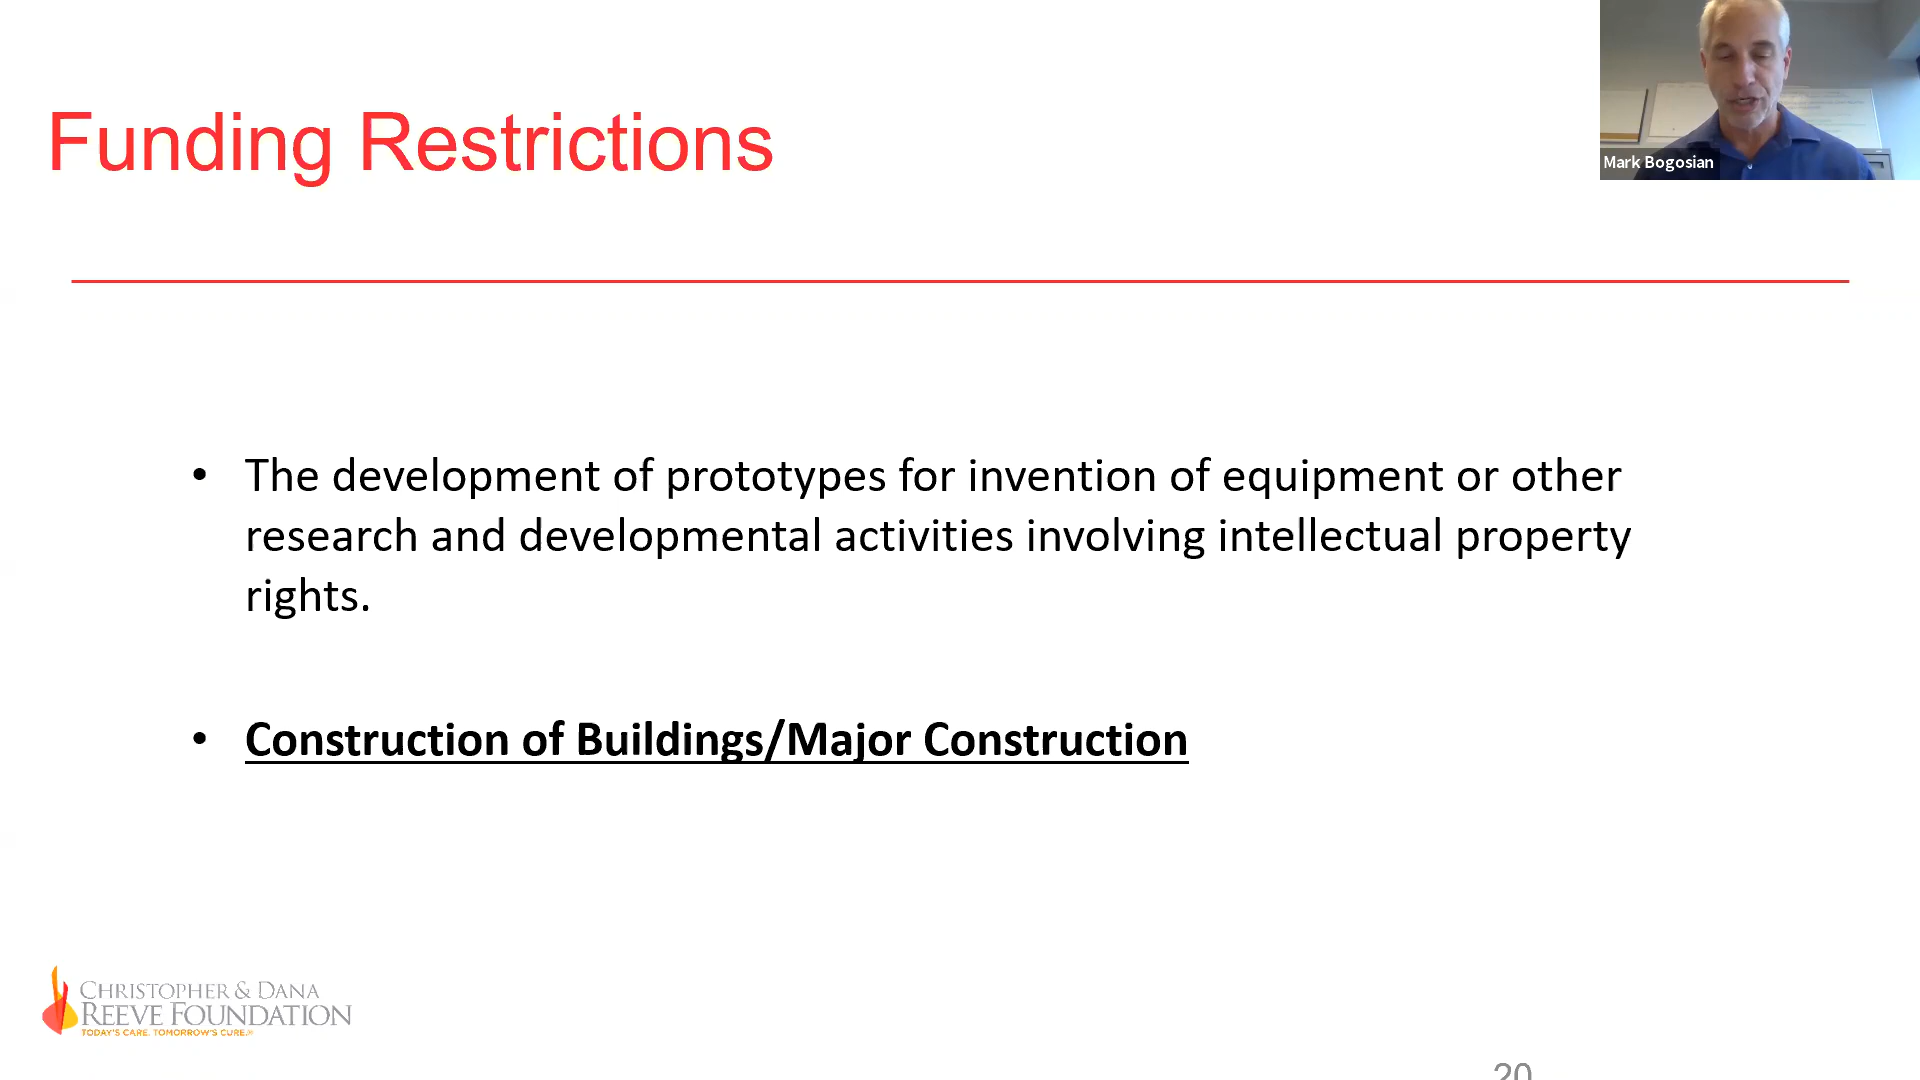 Funding Restrictions
Mark Bogosian
• The development of prototypes for invention of equipment or other
research and developmental activities involving intellectual property
rights.
• Construction of Buildings/Major Construction
CHRISTOPHER & DANA
REEVE FOUNDATION
TODAY'S CARE. TOMORROW'S CURE.®
20